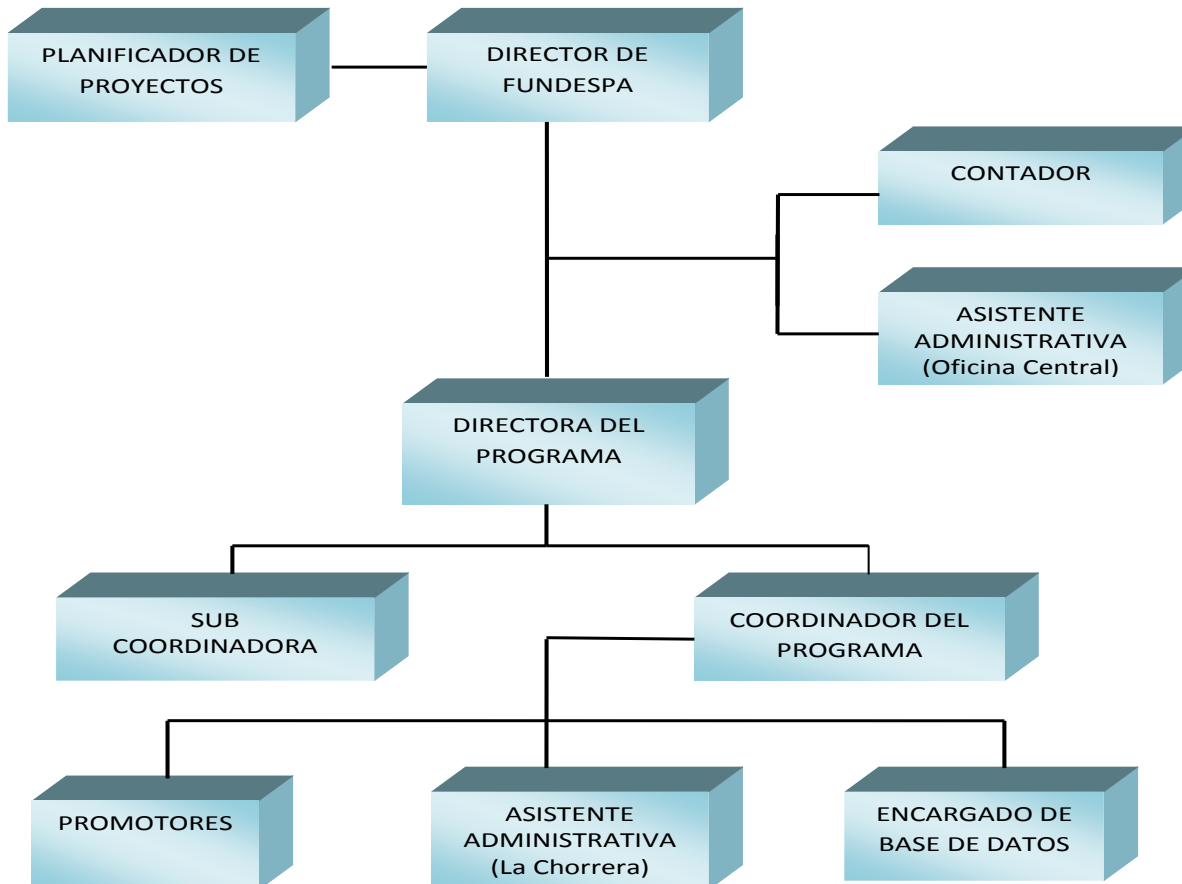 PLANIFICADOR DE
PROYECTOS
DIRECTOR DE
FUNDESPA
CONTADOR
ASISTENTE
ADMINISTRATIVA
(Oficina Central)
DIRECTORA DEL
PROGRAMA
SUB
COORDINADORA
COORDINADOR DEL
PROGRAMA
PROMOTORES
ASISTENTE
ADMINISTRATIVA
(La Chorrera)
ENCARGADO DE
BASE DE DATOS